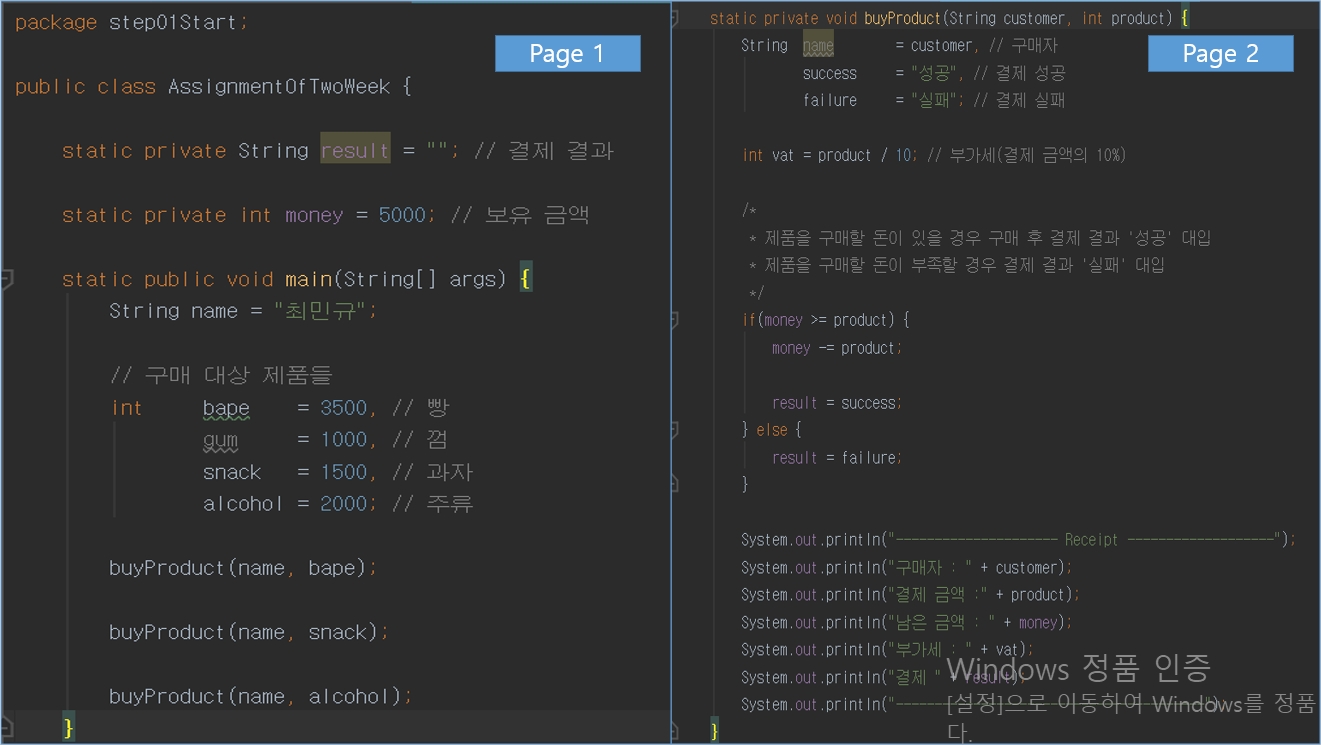 package step01Start;
Page 1
public class AssignmentOfTwoWeek {
static private String result = ""; // 결제 결과
static private int money = 5000; // 보유 금액
static public void main(String[] args) {
String name = "최민규";
// 구매 대상 제품들
int bape = 3500, // 빵
gum = 1000, // 껌
snack = 1500, // 과자
alcohol = 2000; // 주류
buyProduct(name, bape);
buyProduct(name, snack);
buyProduct(name, alcohol);
}
static private void buyProduct(String customer, int product) {
Page 2
String name = customer, // 구매자
success = "성공", // 결제 성공
failure = "실패"; // 결제 실패
int vat = product / 10; // 부가세(결제 금액의 10%)
/*
* 제품을 구매할 돈이 있을 경우 구매 후 결제 결과 '성공' 대입
* 제품을 구매할 돈이 부족할 경우 결제 결과 '실패' 대입
*/
if(money >= product) {
money -= product;
result = success;
} else {
result = failure;
}
System.out.println("--------------------- Receipt -------------------");
System.out.println("구매자 : " + customer);
System.out.println("결제 금액 :" + product);
System.out.println("남은 금액 : " + money);
System.out.println("부가세 : " + vat);
System.out.println("결제 " + result);
System.out.println("----------------------------------------");
}
Windows 정품 인증
[설정]으로 이동하여 Windows를 정품
다.